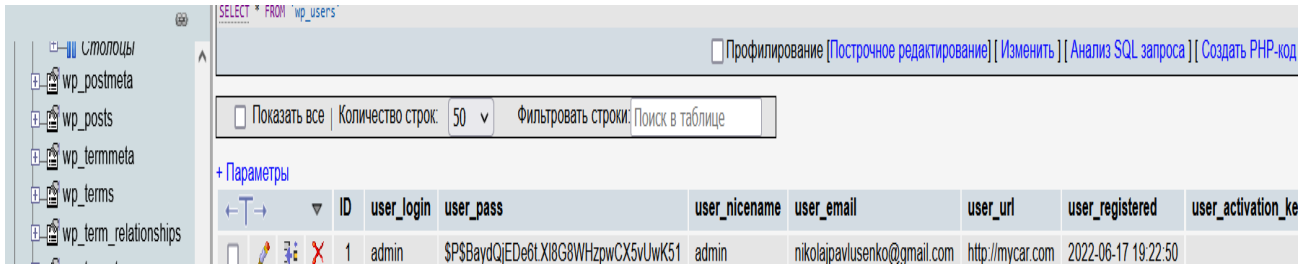 SELECT * FROM `wp_users`
Столбцы
Профилирование [Построчное редактирование] [ Изменить ] [ Анализ SQL запроса ] [ Создать PHP-код
wp_postmeta
wp_posts
Показать все | Количество строк: 50 Фильтровать строки: Поиск в таблице
wp_termmeta
+ Параметры
wp_terms
←T→ ▼ ID user_login user_pass user_nicename user_email user_url user_registered user_activation_ke
wp_term_relationships
1 admin $P$BaydQjEDe6t.Xl8G8WHzpwCX5vUwK51 admin nikolajpavlusenko@gmail.com http://mycar.com 2022-06-17 19:22:50